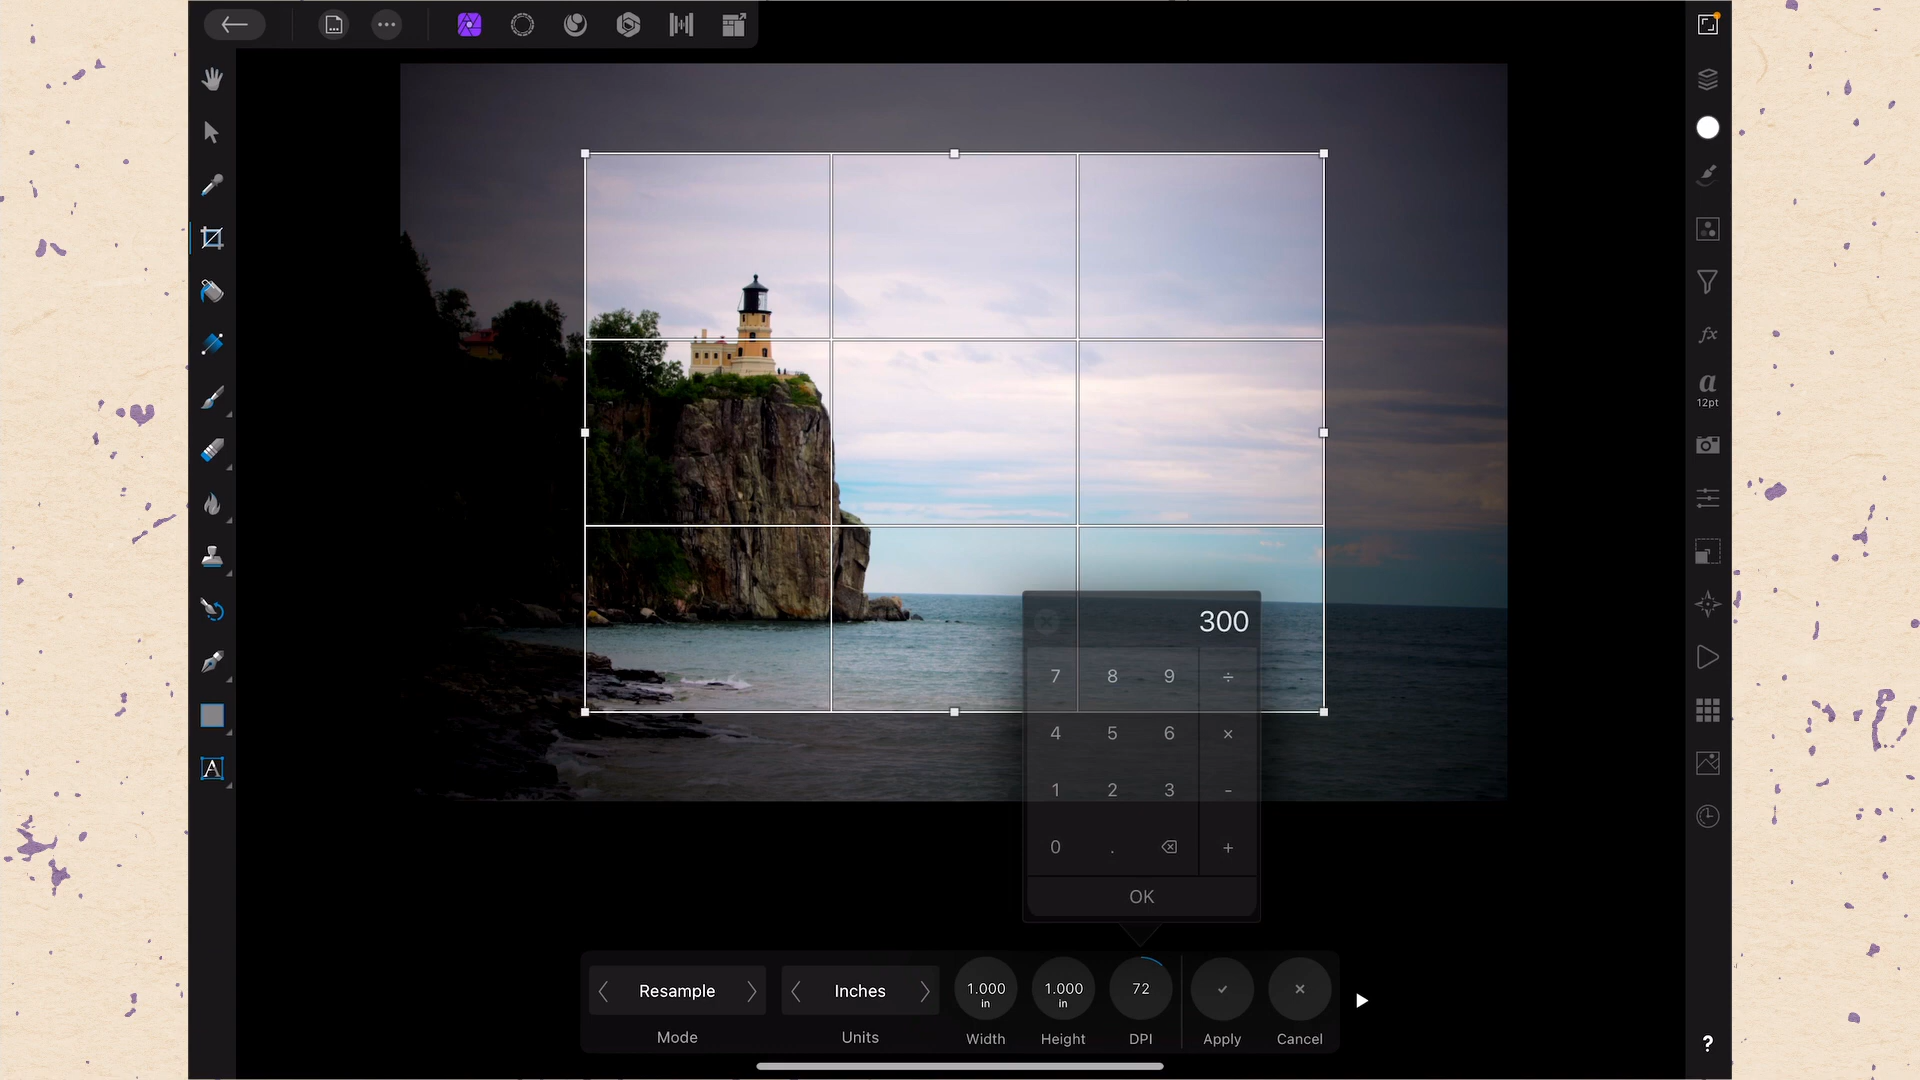 fx
a
12pt
300
7 8 9 ÷
4 5 6 ×
1 2 3 -
0 . +
OK
Resample
Inches
1.000 in
1.000 in
72
Mode
Units
Width
Height
DPI
Apply
Cancel
A
?